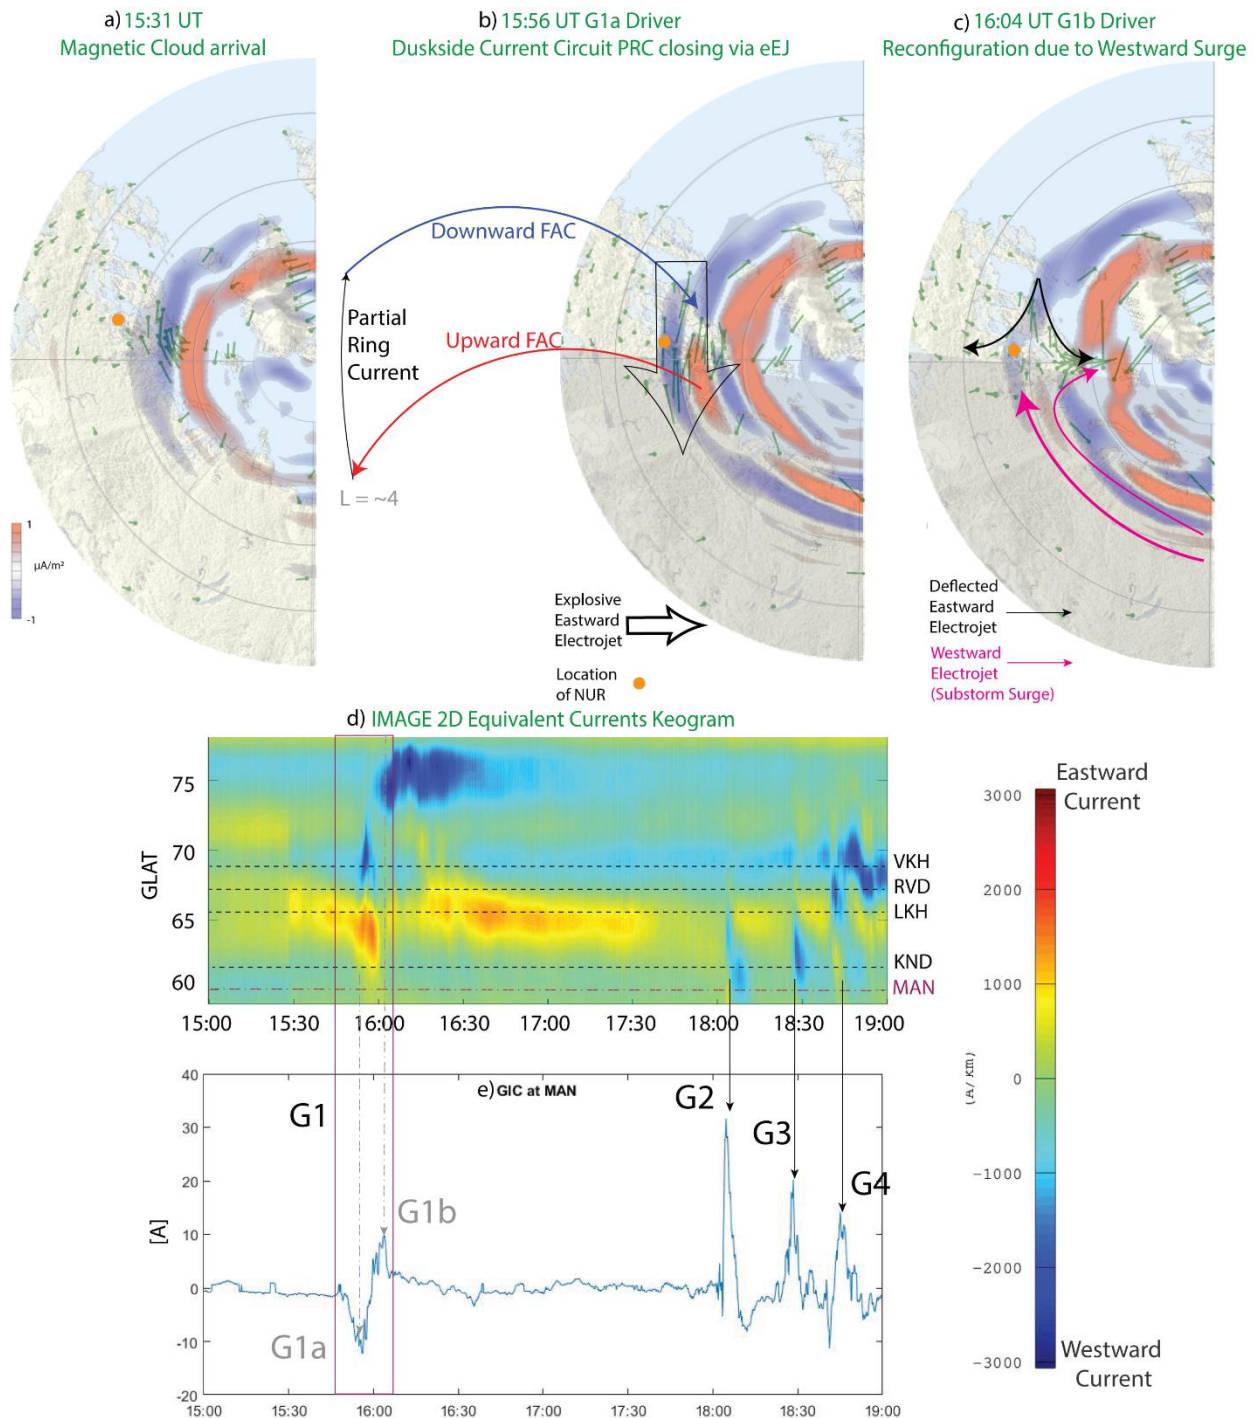 a) 15:31 UT
Magnetic Cloud arrival
b) 15:56 UT G1a Driver
Duskside Current Circuit PRC closing via eEJ
c) 16:04 UT G1b Driver
Reconfiguration due to Westward Surge
Downward FAC
Partial
Ring
Current
Upward FAC
L = ~4
1
μA/m²
-1
Explosive
Eastward
Electrojet
Location
of NUR
Deflected
Eastward
Electrojet
Westward
Electrojet
(Substorm Surge)
d) IMAGE 2D Equivalent Currents Keogram
GLAT
75
70
65
60
VKH
RVD
LKH
KND
MAN
15:00 15:30 16:00 16:30 17:00 17:30 18:00 18:30 19:00
Eastward
Current
3000
2000
1000
0
-1000
-2000
-3000
(A/km)
Westward
Current
e) GIC at MAN
[A]
40
30
20
10
0
-10
-20
G1
G1a
G1b
G2
G3
G4
15:00 15:30 16:00 16:30 17:00 17:30 18:00 18:30 19:00